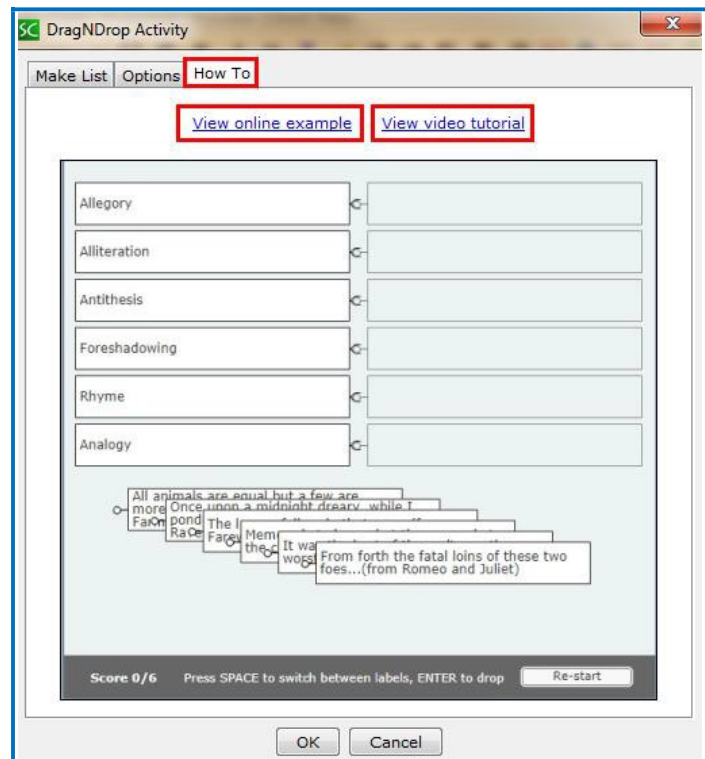 SC DragNDrop Activity
Make List Options How To
View online example View video tutorial
Allegory
Alliteration
Antithesis
Foreshadowing
Rhyme
Analogy
All animals are equal but a few are
more
Once upon a midnight dreary, while I
pond
The l
Mem
the c
It wa
worst
From forth the fatal loins of these two
foes...(from Romeo and Juliet)
Score 0/6 Press SPACE to switch between labels, ENTER to drop Re-start
OK Cancel